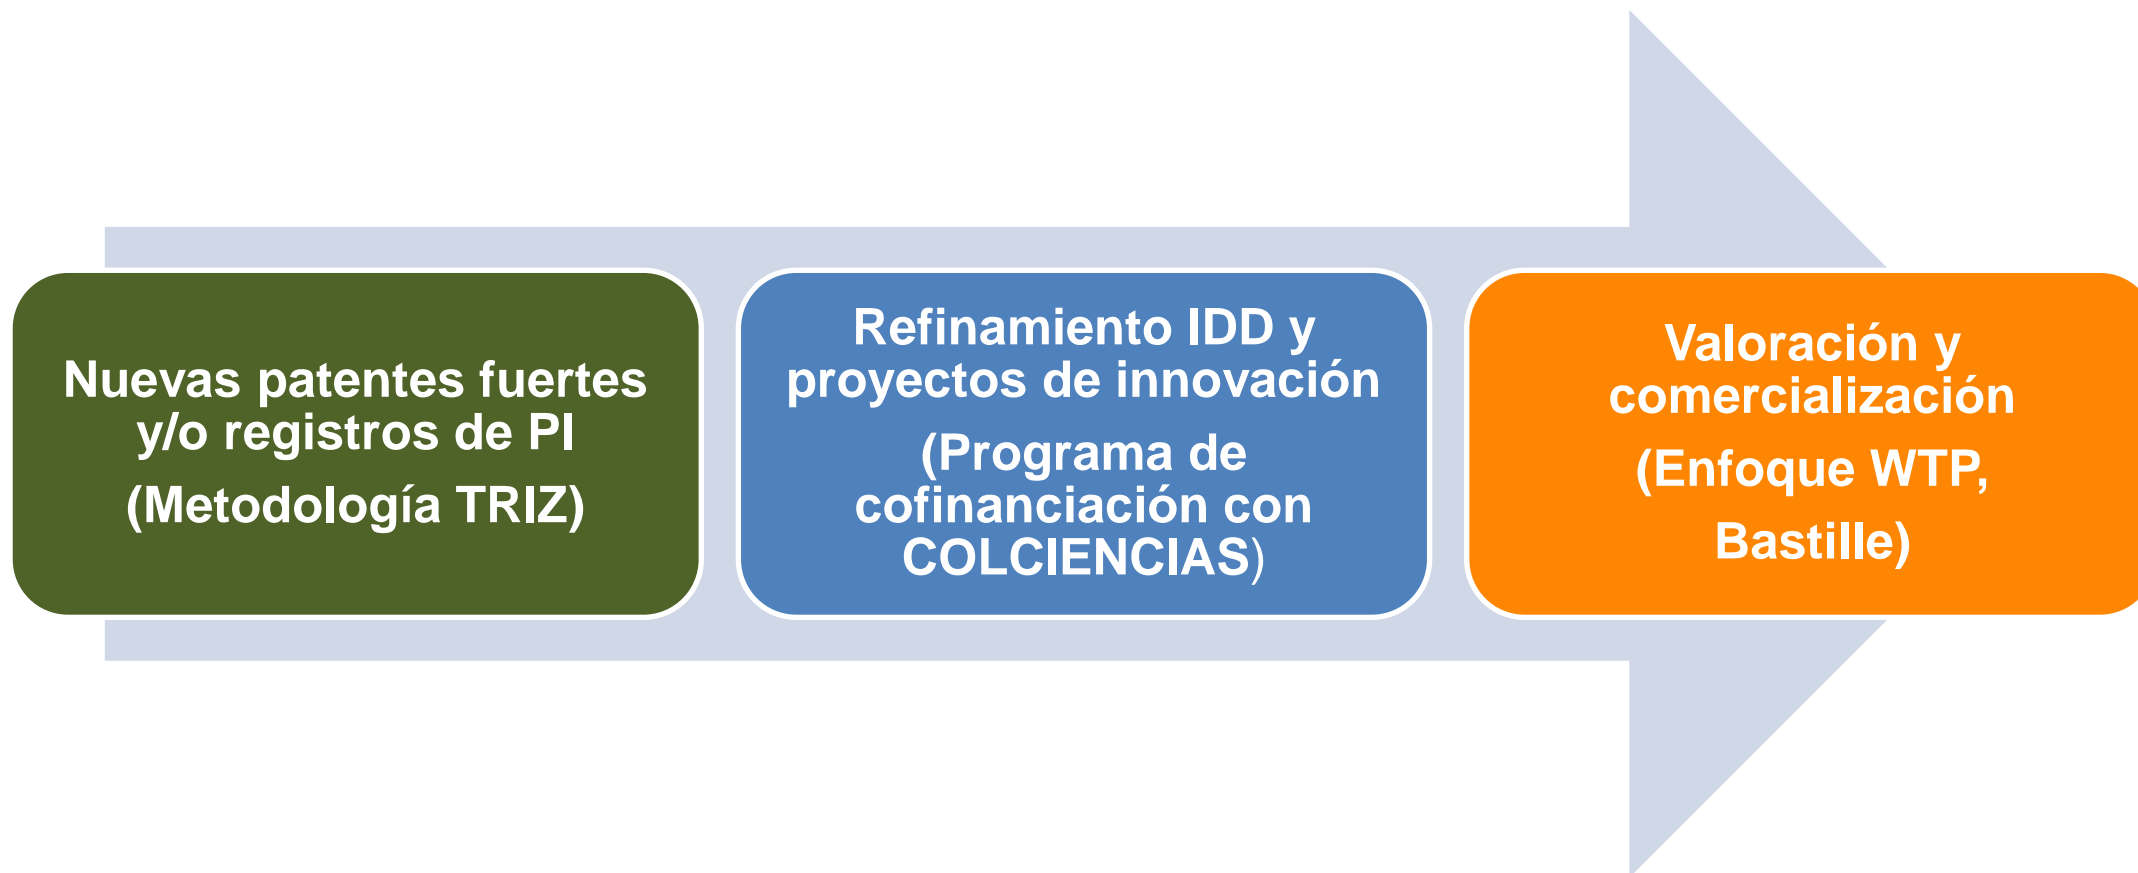 Nuevas patentes fuertes
y/o registros de PI
(Metodología TRIZ)
Refinamiento IDD y
proyectos de innovación
(Programa de
cofinanciación con
COLCIENCIAS)
Valoración y
comercialización
(Enfoque WTP,
Bastille)